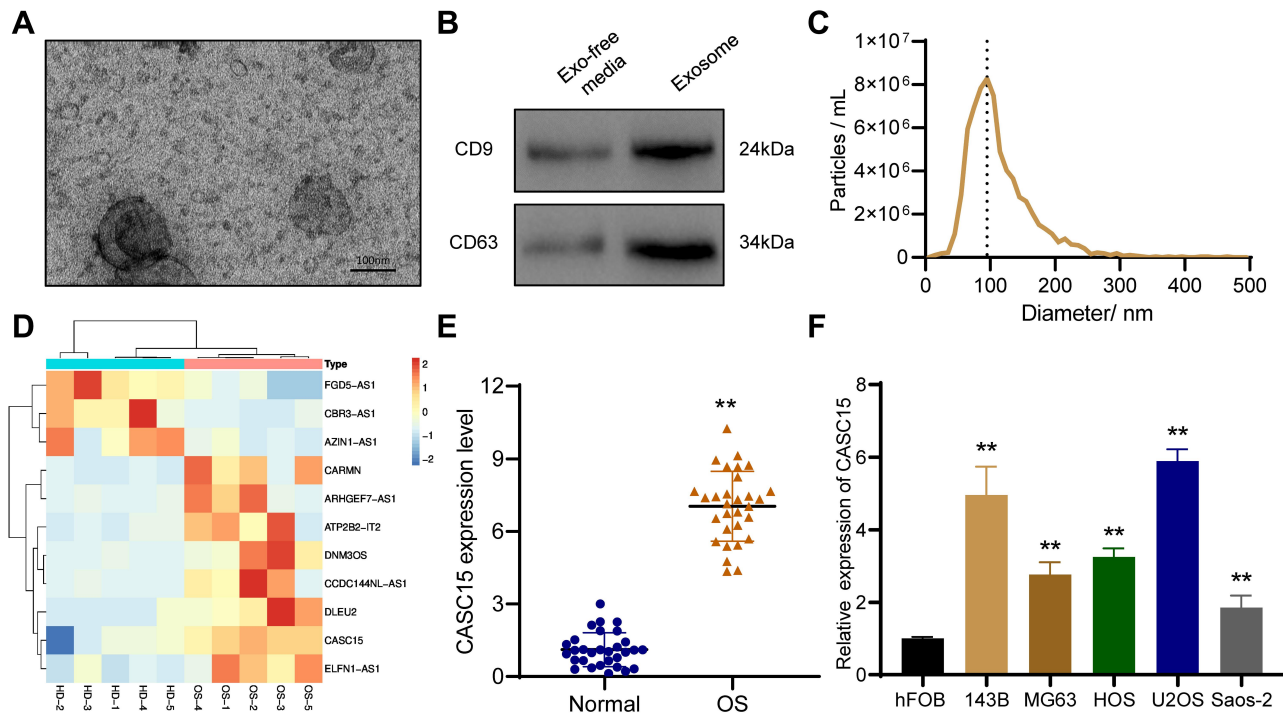 A
100nm
B
Exo-free
media
Exosome
CD9
24kDa
CD63
34kDa
C
Particles / mL
1×10⁷
8×10⁶
6×10⁶
4×10⁶
2×10⁶
0
0 100 200 300 400 500
Diameter/ nm
D
Type
2
1
0
-1
-2
FGD5-AS1
CBR3-AS1
AZIN1-AS1
CARMN
ARHGEF7-AS1
ATP2B2-IT2
DNM3OS
CCDC144NL-AS1
DLEU2
CASC15
ELFN1-AS1
HD-2 HD-3 HD-1 HD-4 HD-5 OS-4 OS-1 OS-2 OS-3 OS-5
E
CASC15 expression level
12
9
6
3
0
**
Normal OS
F
Relative expression of CASC15
8
6
4
2
0
** ** ** ** **
hFOB 143B MG63 HOS U2OS Saos-2